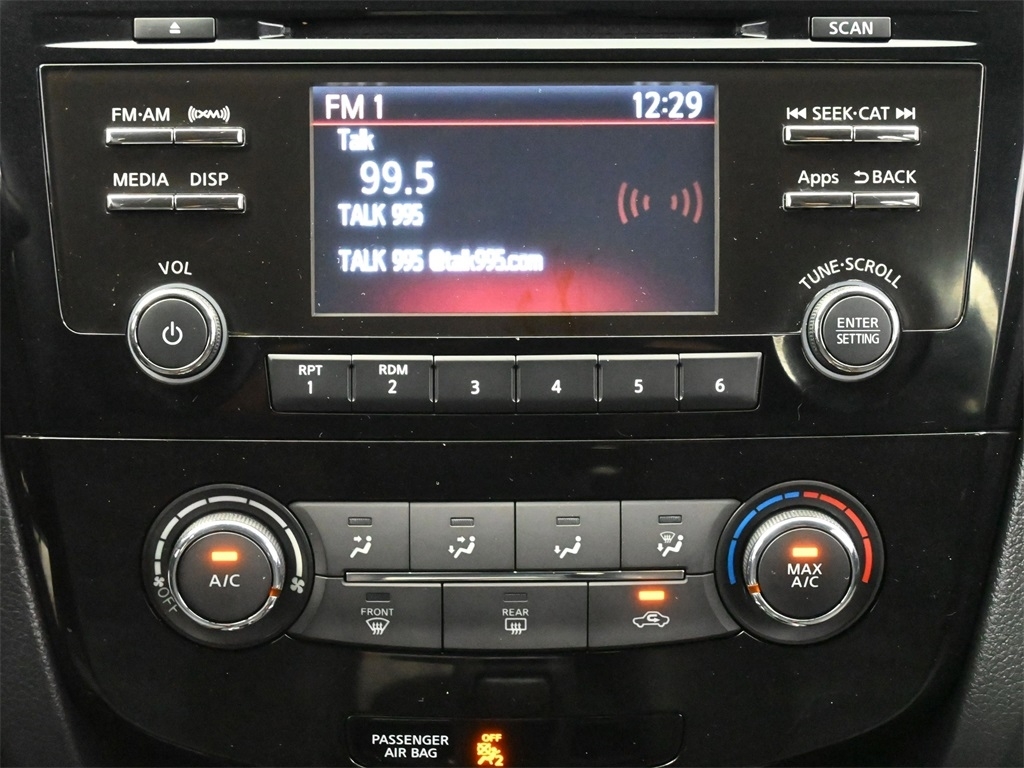 SCAN
FM·AM
(((XM)))
FM 1
12:29
SEEK·CAT
Talk
99.5
MEDIA
DISP
Apps
BACK
TALK 995
TALK 995 @talk995.com
VOL
TUNE·SCROLL
ENTER
SETTING
RPT
1
RDM
2
3
4
5
6
A/C
OFF
MAX
A/C
FRONT
REAR
PASSENGER
AIR BAG
OFF
2